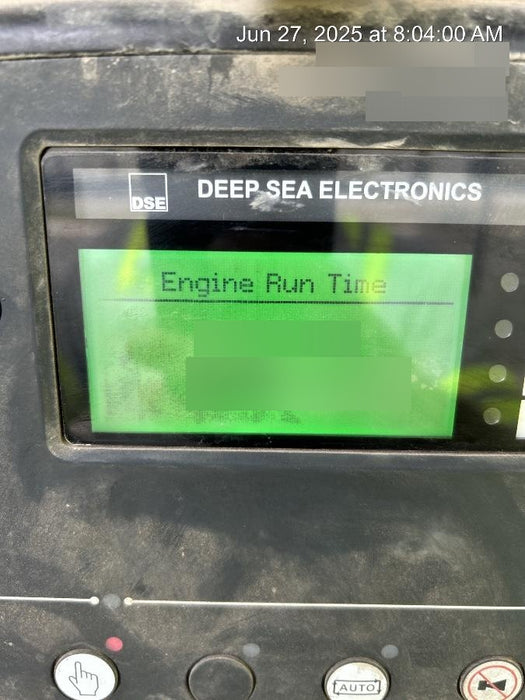 Jun 27, 2025 at 8:04:00 AM
DSE DEEP SEA ELECTRONICS
Engine Run Time
AUTO